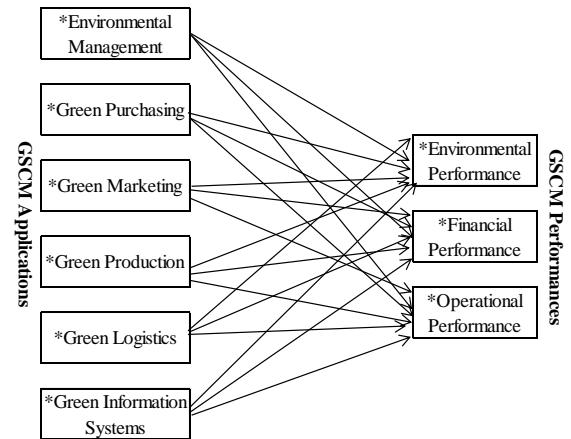 GSCM Applications
*Environmental
Management
*Green Purchasing
*Green Marketing
*Green Production
*Green Logistics
*Green Information
Systems
*Environmental
Performance
*Financial
Performance
*Operational
Performance
GSCM Performances